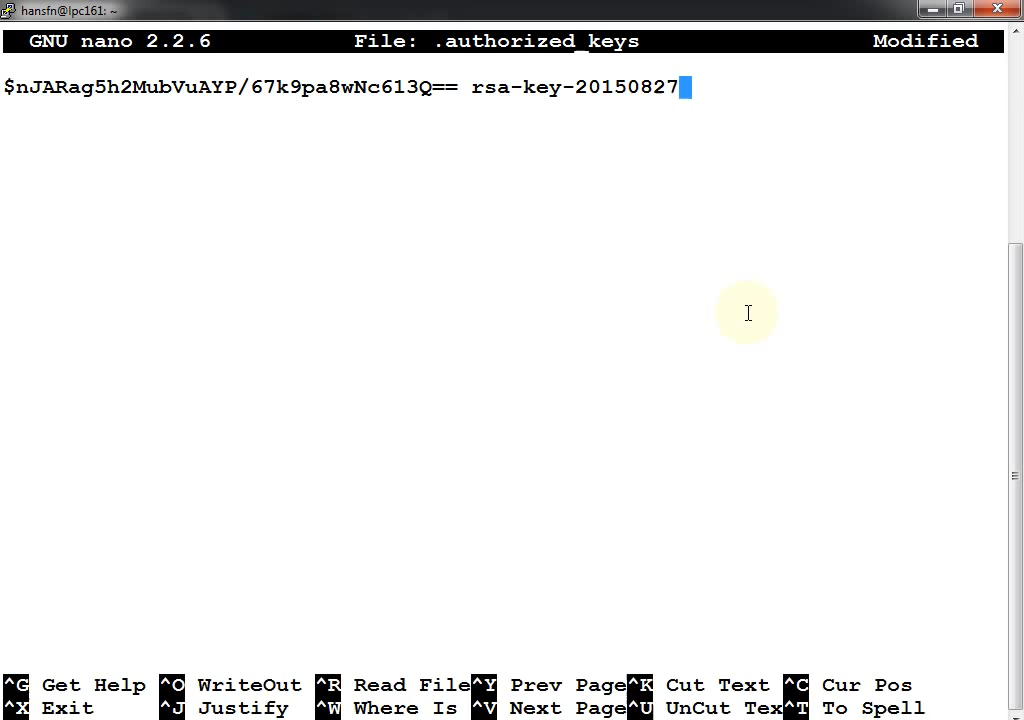 hansfn@lpc161: ~
GNU nano 2.2.6 File: .authorized_keys Modified
$nJARag5h2MubVuAYP/67k9pa8wNc613Q== rsa-key-20150827
^G Get Help ^O WriteOut ^R Read File ^Y Prev Page ^K Cut Text ^C Cur Pos
^X Exit ^J Justify ^W Where Is ^V Next Page ^U UnCut Tex ^T To Spell